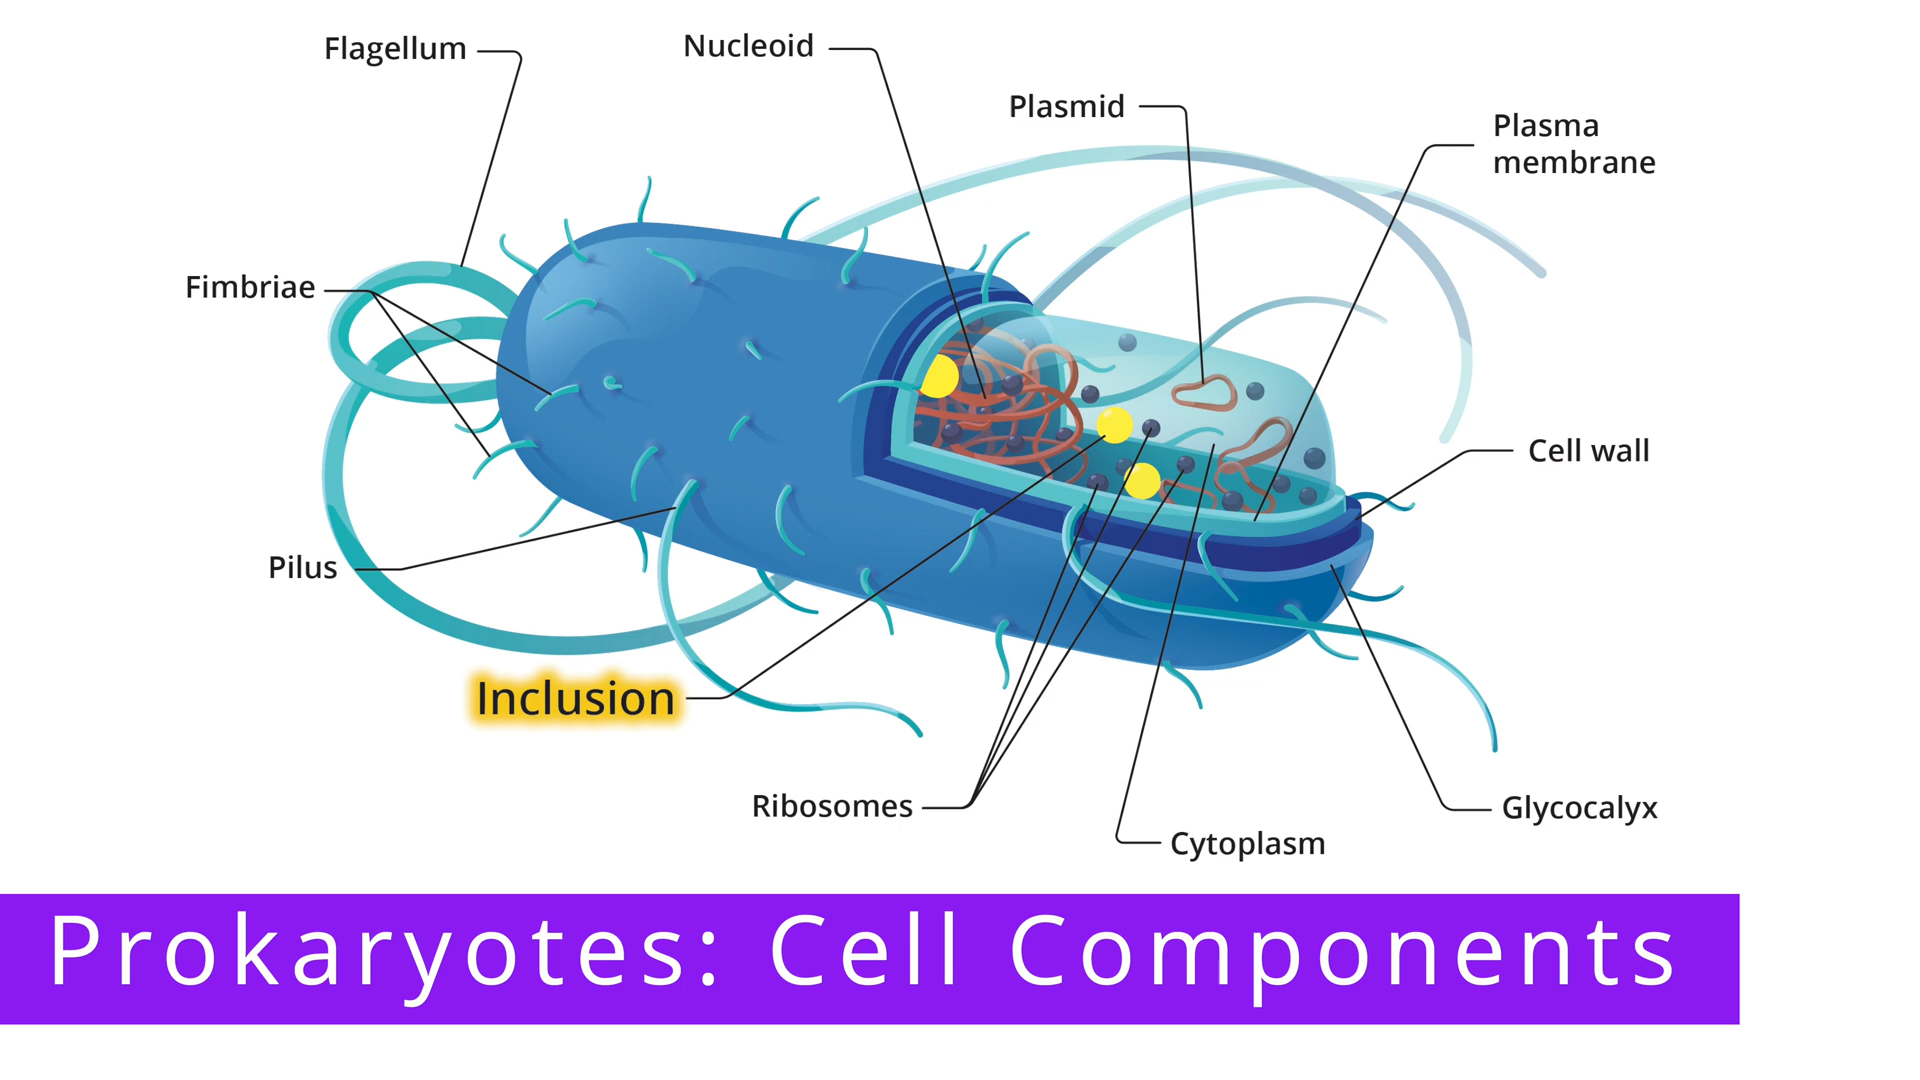 Flagellum
Nucleoid
Plasmid
Plasma
membrane
Fimbriae
Cell wall
Pilus
Inclusion
Ribosomes
Glycocalyx
Cytoplasm
Prokaryotes: Cell Components